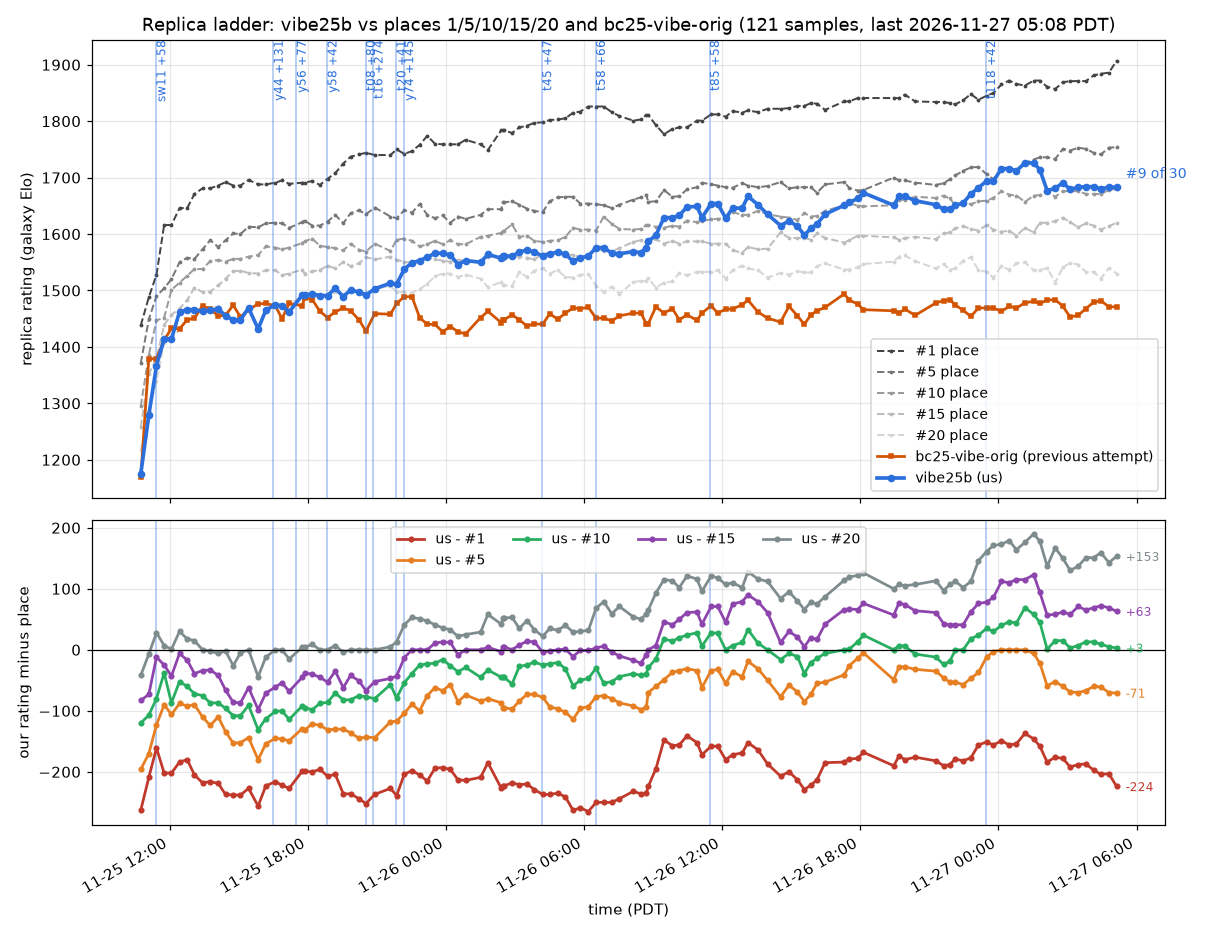 Replica ladder: vibe25b vs places 1/5/10/15/20 and bc25-vibe-orig (121 samples, last 2026-11-27 05:08 PDT)
replica rating (galaxy Elo)
1900
1800
1700
1600
1500
1400
1300
1200
sw11 +58
y44 +131
y56 +77
y58 +42
t08 +80
t16 +274
t20 +41
y74 +145
t45 +47
t58 +66
t85 +58
t118 +42
#9 of 30
#1 place
#5 place
#10 place
#15 place
#20 place
bc25-vibe-orig (previous attempt)
vibe25b (us)
our rating minus place
200
100
0
−100
−200
us - #1
us - #5
us - #10
us - #15
us - #20
+153
+63
+3
-71
-224
11-25 12:00
11-25 18:00
11-26 00:00
11-26 06:00
11-26 12:00
11-26 18:00
11-27 00:00
11-27 06:00
time (PDT)